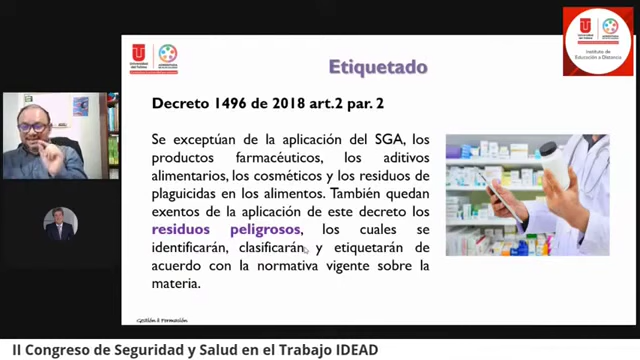 Etiquetado
Decreto 1496 de 2018 art.2 par. 2
Se exceptúan de la aplicación del SGA, los
productos farmacéuticos, los aditivos
alimentarios, los cosméticos y los residuos de
plaguicidas en los alimentos. También quedan
exentos de la aplicación de este decreto los
residuos peligrosos, los cuales se
identificarán, clasificarán y etiquetarán de
acuerdo con la normativa vigente sobre la
materia.
Gestión & Formación
Universidad
del Tolima
Instituto de
Educación a Distancia
II Congreso de Seguridad y Salud en el Trabajo IDEAD